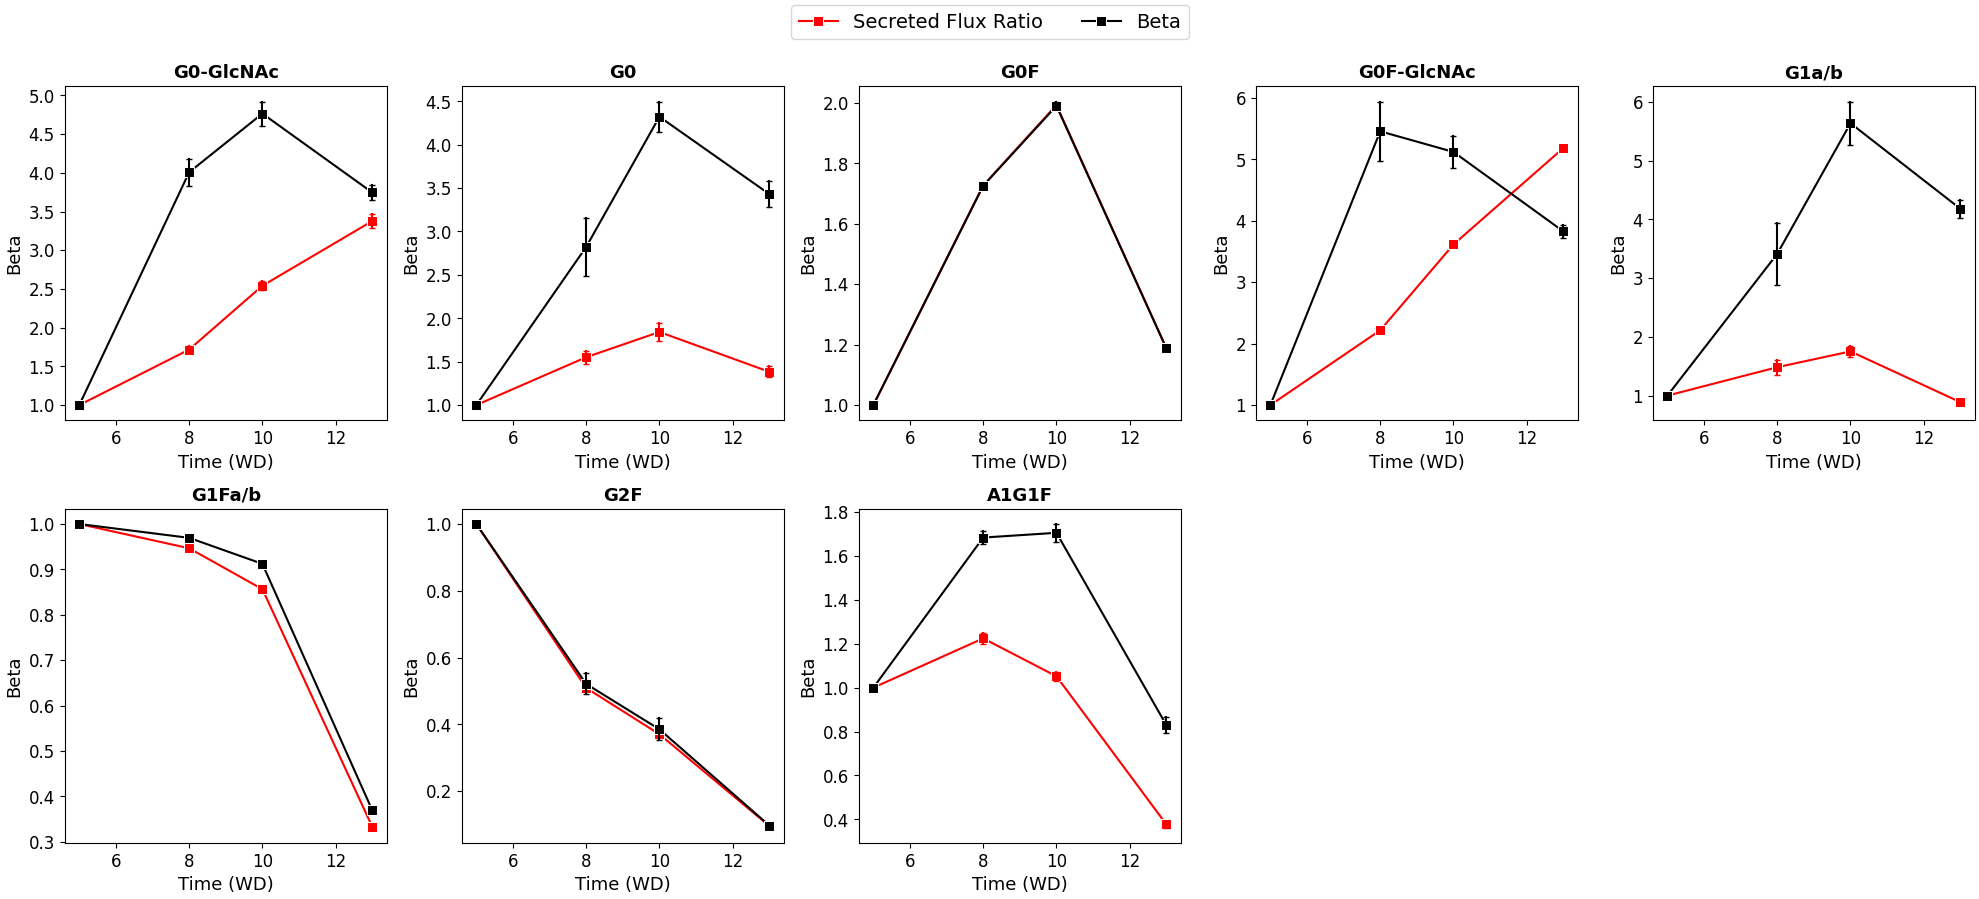 Secreted Flux Ratio Beta
G0-GlcNAc
5.0
4.5
4.0
3.5
3.0
2.5
2.0
1.5
1.0
Beta
6 8 10 12
Time (WD)
G0
4.5
4.0
3.5
3.0
2.5
2.0
1.5
1.0
Beta
6 8 10 12
Time (WD)
G0F
2.0
1.8
1.6
1.4
1.2
1.0
Beta
6 8 10 12
Time (WD)
G0F-GlcNAc
6
5
4
3
2
1
Beta
6 8 10 12
Time (WD)
G1a/b
6
5
4
3
2
1
Beta
6 8 10 12
Time (WD)
G1Fa/b
1.0
0.9
0.8
0.7
0.6
0.5
0.4
0.3
Beta
6 8 10 12
Time (WD)
G2F
1.0
0.8
0.6
0.4
0.2
Beta
6 8 10 12
Time (WD)
A1G1F
1.8
1.6
1.4
1.2
1.0
0.8
0.6
0.4
Beta
6 8 10 12
Time (WD)